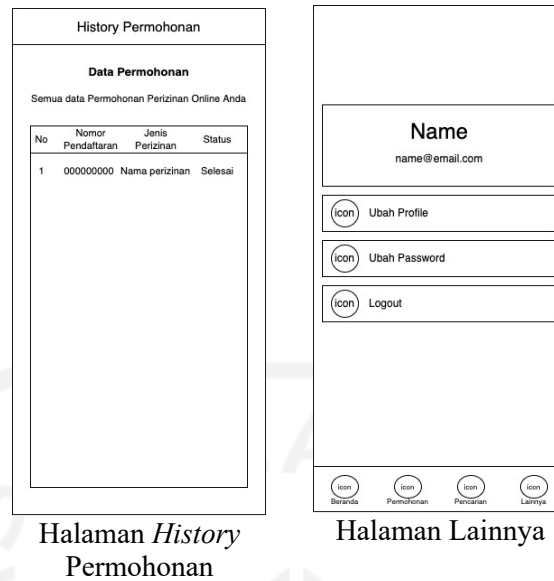 History Permohonan
Data Permohonan
Semua data Permohonan Perizinan Online Anda
No Nomor Pendaftaran Jenis Perizinan Status
1 000000000 Nama perizinan Selesai
Halaman History
Permohonan
Name
name@email.com
icon Ubah Profile
icon Ubah Password
icon Logout
icon icon icon icon
Beranda Permohonan Pencarian Lainnya
Halaman Lainnya